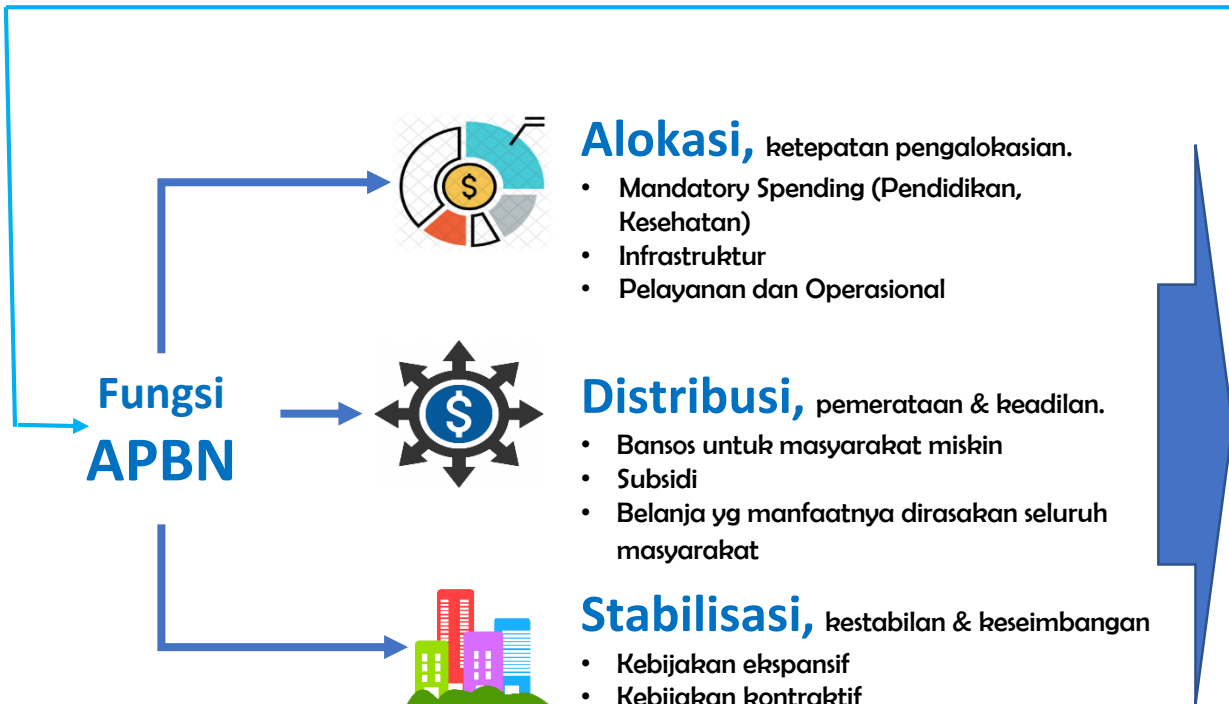 Alokasi, ketepatan pengalokasian.
• Mandatory Spending (Pendidikan,
Kesehatan)
• Infrastruktur
• Pelayanan dan Operasional
Fungsi
APBN
Distribusi, pemerataan & keadilan.
• Bansos untuk masyarakat miskin
• Subsidi
• Belanja yg manfaatnya dirasakan seluruh
masyarakat
Stabilisasi, kestabilan & keseimbangan
• Kebijakan ekspansif
• Kebijakan kontraktif